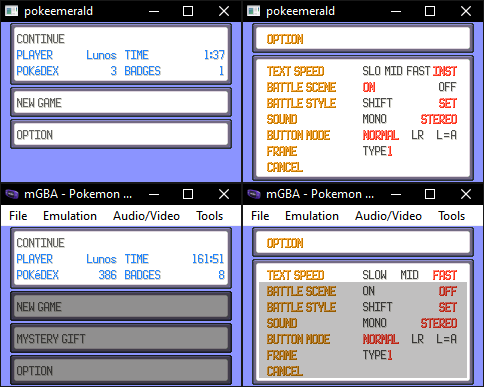 pokeemerald
CONTINUE
PLAYER Lunos TIME 1:37
POKéDEX 3 BADGES 1
NEW GAME
OPTION
pokeemerald
OPTION
TEXT SPEED SLO MID FAST INST
BATTLE SCENE ON OFF
BATTLE STYLE SHIFT SET
SOUND MONO STEREO
BUTTON MODE NORMAL LR L=A
FRAME TYPE1
CANCEL
mGBA - Pokemon ...
File Emulation Audio/Video Tools
CONTINUE
PLAYER Lunos TIME 161:51
POKéDEX 386 BADGES 8
NEW GAME
MYSTERY GIFT
OPTION
mGBA - Pokemon ...
File Emulation Audio/Video Tools
OPTION
TEXT SPEED SLOW MID FAST
BATTLE SCENE ON OFF
BATTLE STYLE SHIFT SET
SOUND MONO STEREO
BUTTON MODE NORMAL LR L=A
FRAME TYPE1
CANCEL